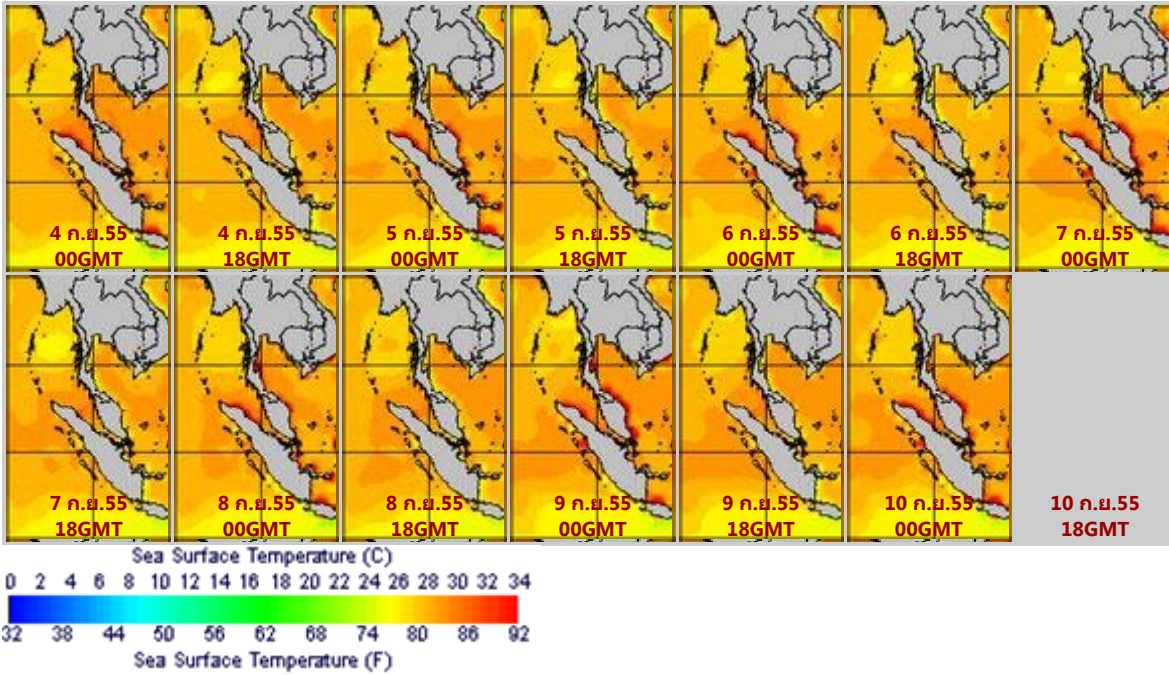 4 ก.ย.55
00GMT
4 ก.ย.55
18GMT
5 ก.ย.55
00GMT
5 ก.ย.55
18GMT
6 ก.ย.55
00GMT
6 ก.ย.55
18GMT
7 ก.ย.55
00GMT
7 ก.ย.55
18GMT
8 ก.ย.55
00GMT
8 ก.ย.55
18GMT
9 ก.ย.55
00GMT
9 ก.ย.55
18GMT
10 ก.ย.55
00GMT
10 ก.ย.55
18GMT
Sea Surface Temperature (C)
0 2 4 6 8 10 12 14 16 18 20 22 24 26 28 30 32 34
32 38 44 50 56 62 68 74 80 86 92
Sea Surface Temperature (F)